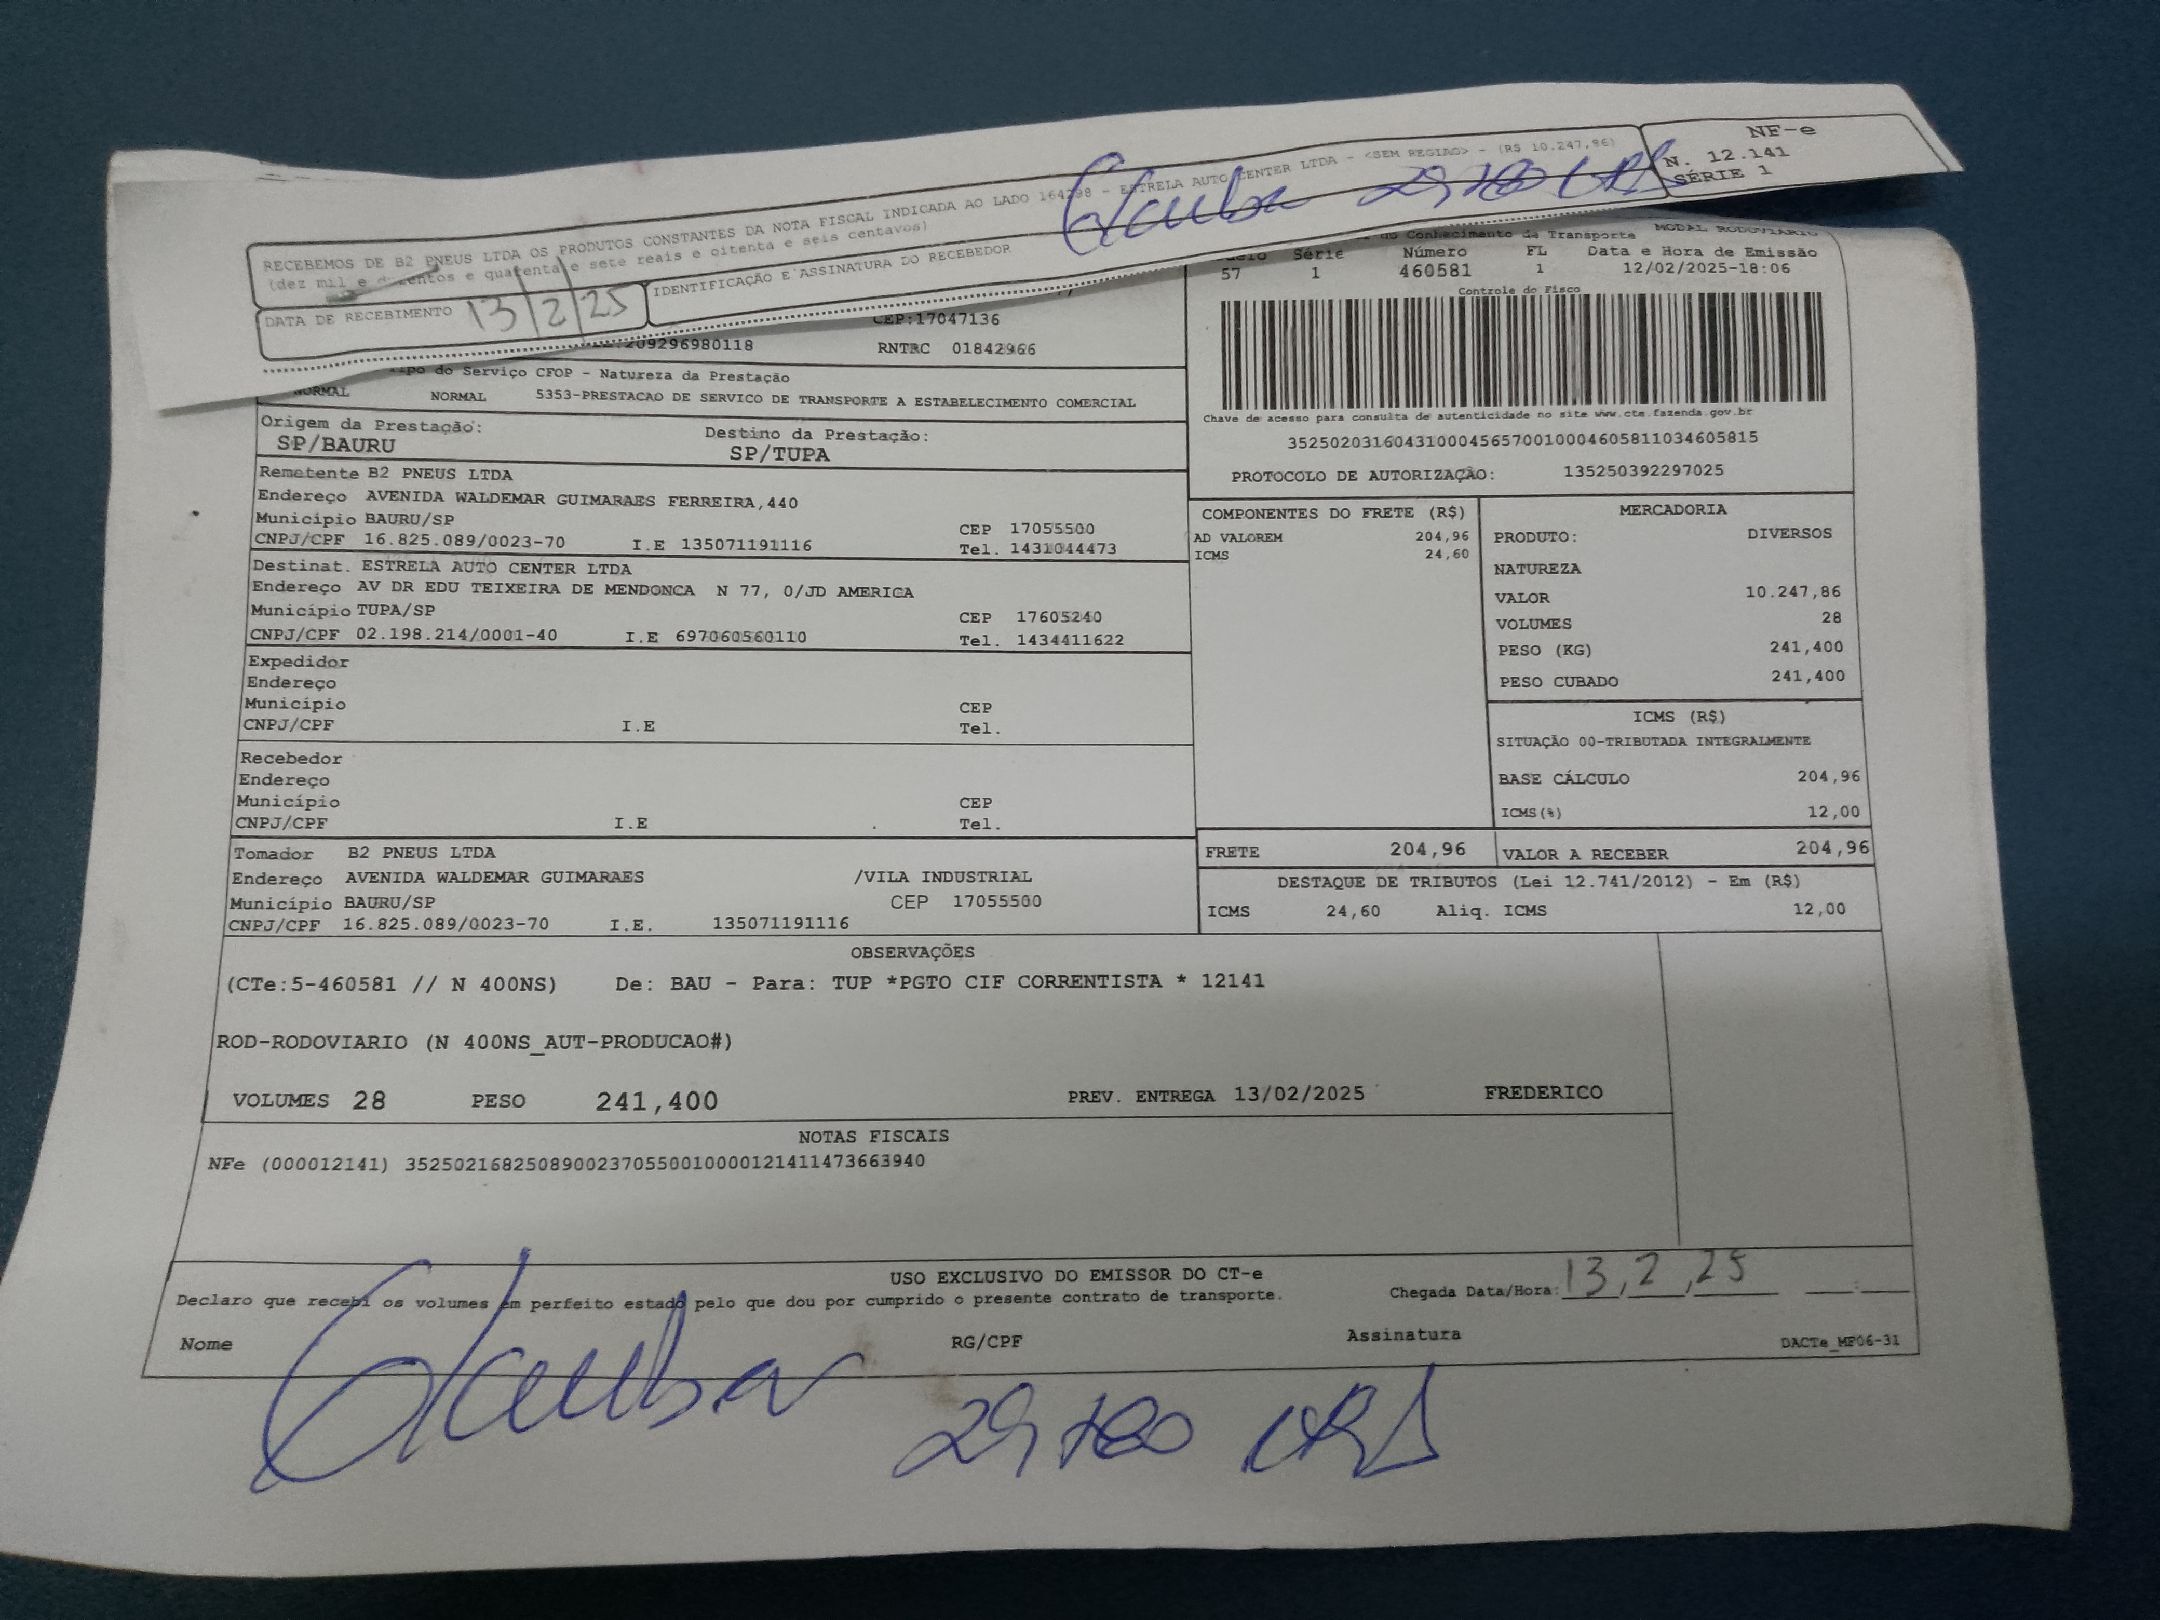 RECEBEMOS DE B2 PNEUS LTDA OS PRODUTOS CONSTANTES DA NOTA FISCAL INDICADA AO LADO 164298 - ESTRELA AUTO CENTER LTDA - <SEM REGIAO> - (R$ 10.247,86)
(dez mil e duzentos e quarenta e sete reais e oitenta e seis centavos)
DATA DE RECEBIMENTO 13/2/25
IDENTIFICAÇÃO E ASSINATURA DO RECEBEDOR
NF-e
N. 12.141
SÉRIE 1
CEP:17047136
209296980118 RNTRC 01842966
do Serviço CFOP - Natureza da Prestação
NORMAL NORMAL 5353-PRESTACAO DE SERVICO DE TRANSPORTE A ESTABELECIMENTO COMERCIAL
Origem da Prestação: Destino da Prestação:
SP/BAURU SP/TUPA
Conhecimento de Transporte MODAL RODOVIARIO
Série Número FL Data e Hora de Emissão
57 1 460581 1 12/02/2025-18:06
Controle do Fisco
Chave de acesso para consulta de autenticidade no site www.cte.fazenda.gov.br
35250203160431000456570010004605811034605815
PROTOCOLO DE AUTORIZAÇÃO: 135250392297025
Remetente B2 PNEUS LTDA
Endereço AVENIDA WALDEMAR GUIMARAES FERREIRA,440
Município BAURU/SP CEP 17055500
CNPJ/CPF 16.825.089/0023-70 I.E 135071191116 Tel. 1431044473
Destinat. ESTRELA AUTO CENTER LTDA
Endereço AV DR EDU TEIXEIRA DE MENDONCA N 77, 0/JD AMERICA
Município TUPA/SP CEP 17605240
CNPJ/CPF 02.198.214/0001-40 I.E 697060560110 Tel. 1434411622
Expedidor
Endereço
Município CEP
CNPJ/CPF I.E Tel.
Recebedor
Endereço
Município CEP
CNPJ/CPF I.E Tel.
Tomador B2 PNEUS LTDA
Endereço AVENIDA WALDEMAR GUIMARAES /VILA INDUSTRIAL
Município BAURU/SP CEP 17055500
CNPJ/CPF 16.825.089/0023-70 I.E. 135071191116
COMPONENTES DO FRETE (R$)
AD VALOREM 204,96
ICMS 24,60
MERCADORIA
PRODUTO: DIVERSOS
NATUREZA
VALOR 10.247,86
VOLUMES 28
PESO (KG) 241,400
PESO CUBADO 241,400
ICMS (R$)
SITUAÇÃO 00-TRIBUTADA INTEGRALMENTE
BASE CÁLCULO 204,96
ICMS(%) 12,00
FRETE 204,96 VALOR A RECEBER 204,96
DESTAQUE DE TRIBUTOS (Lei 12.741/2012) - Em (R$)
ICMS 24,60 Aliq. ICMS 12,00
OBSERVAÇÕES
(CTe:5-460581 // N 400NS) De: BAU - Para: TUP *PGTO CIF CORRENTISTA * 12141
ROD-RODOVIARIO (N 400NS_AUT-PRODUCAO#)
VOLUMES 28 PESO 241,400 PREV. ENTREGA 13/02/2025 FREDERICO
NOTAS FISCAIS
NFe (000012141) 35250216825089002370550010000121411473663940
USO EXCLUSIVO DO EMISSOR DO CT-e
Declaro que recebi os volumes em perfeito estado pelo que dou por cumprido o presente contrato de transporte.
Chegada Data/Hora: 13,2,25
Nome RG/CPF Assinatura DACTe_MF06-31